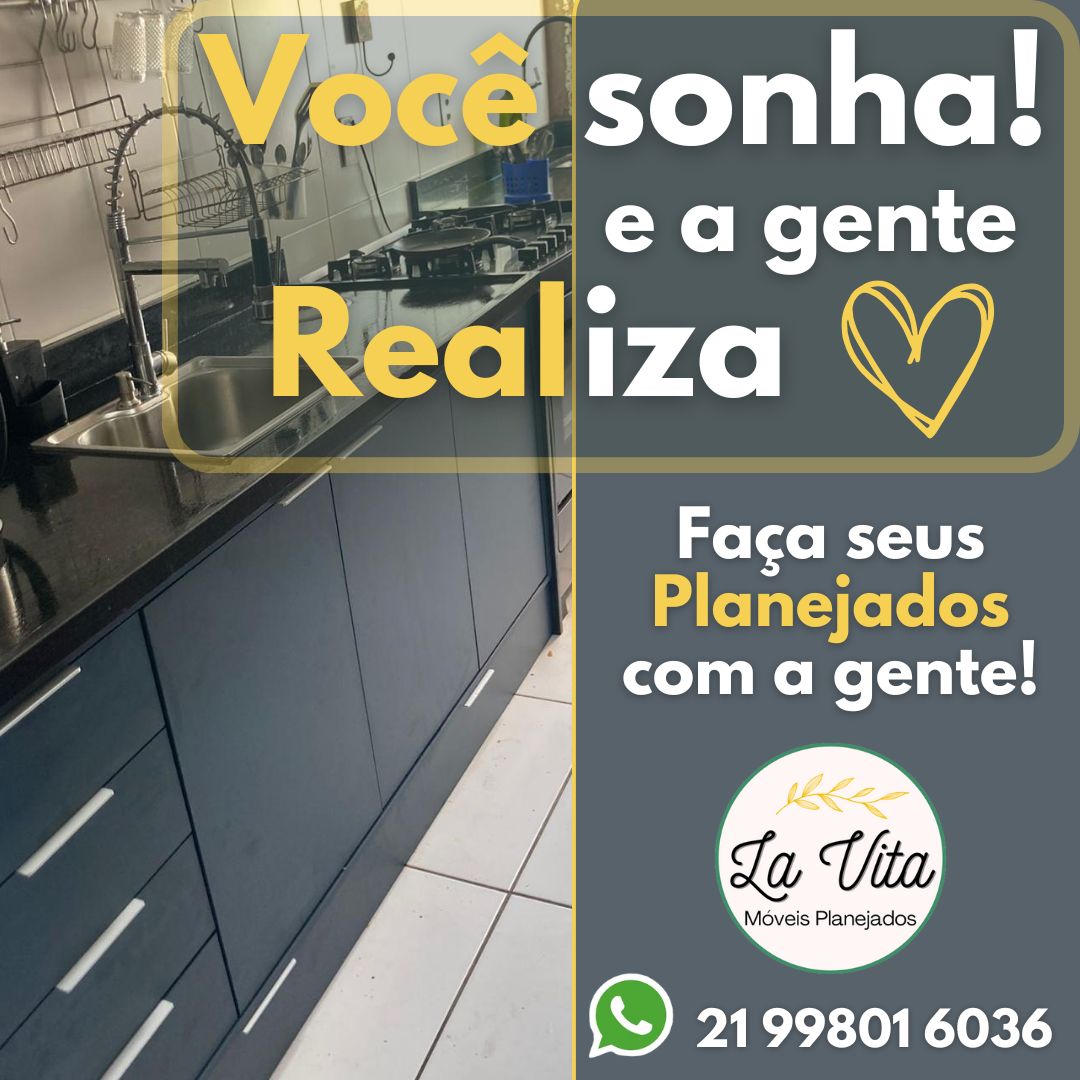 Você sonha!
e a gente
Realiza
Faça seus
Planejados
com a gente!
La Vita
Móveis Planejados
21 99801 6036